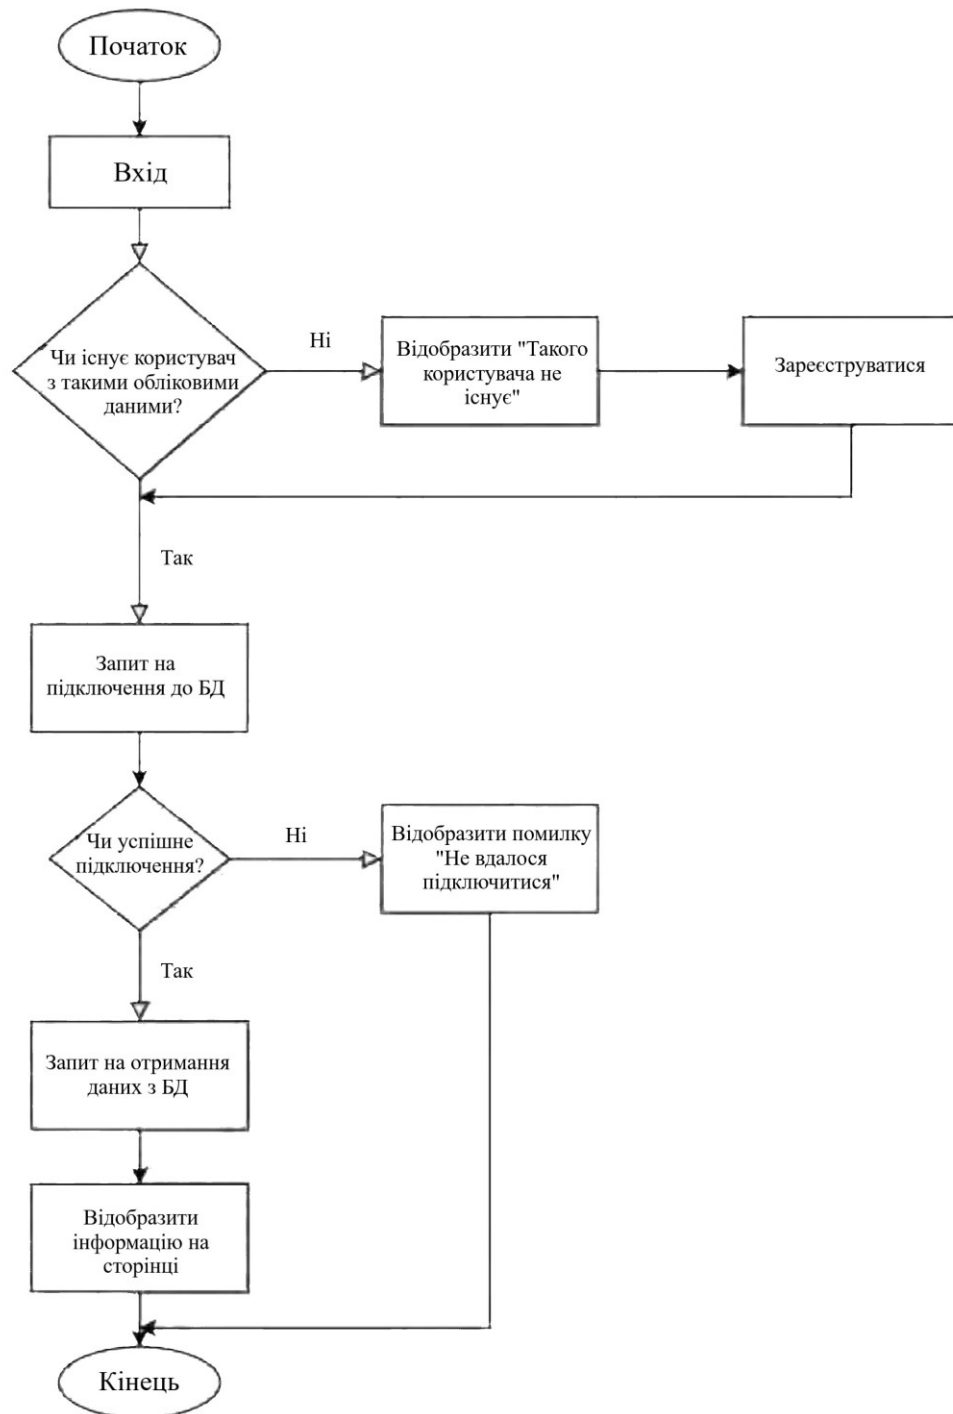 Початок
Вхід
Чи існує користувач
з такими обліковими
даними?
Ні
Відобразити "Такого
користувача не
існує"
Зареєструватися
Так
Запит на
підключення до БД
Чи успішне
підключення?
Ні
Відобразити помилку
"Не вдалося
підключитися"
Так
Запит на отримання
даних з БД
Відобразити
інформацію на
сторінці
Кінець